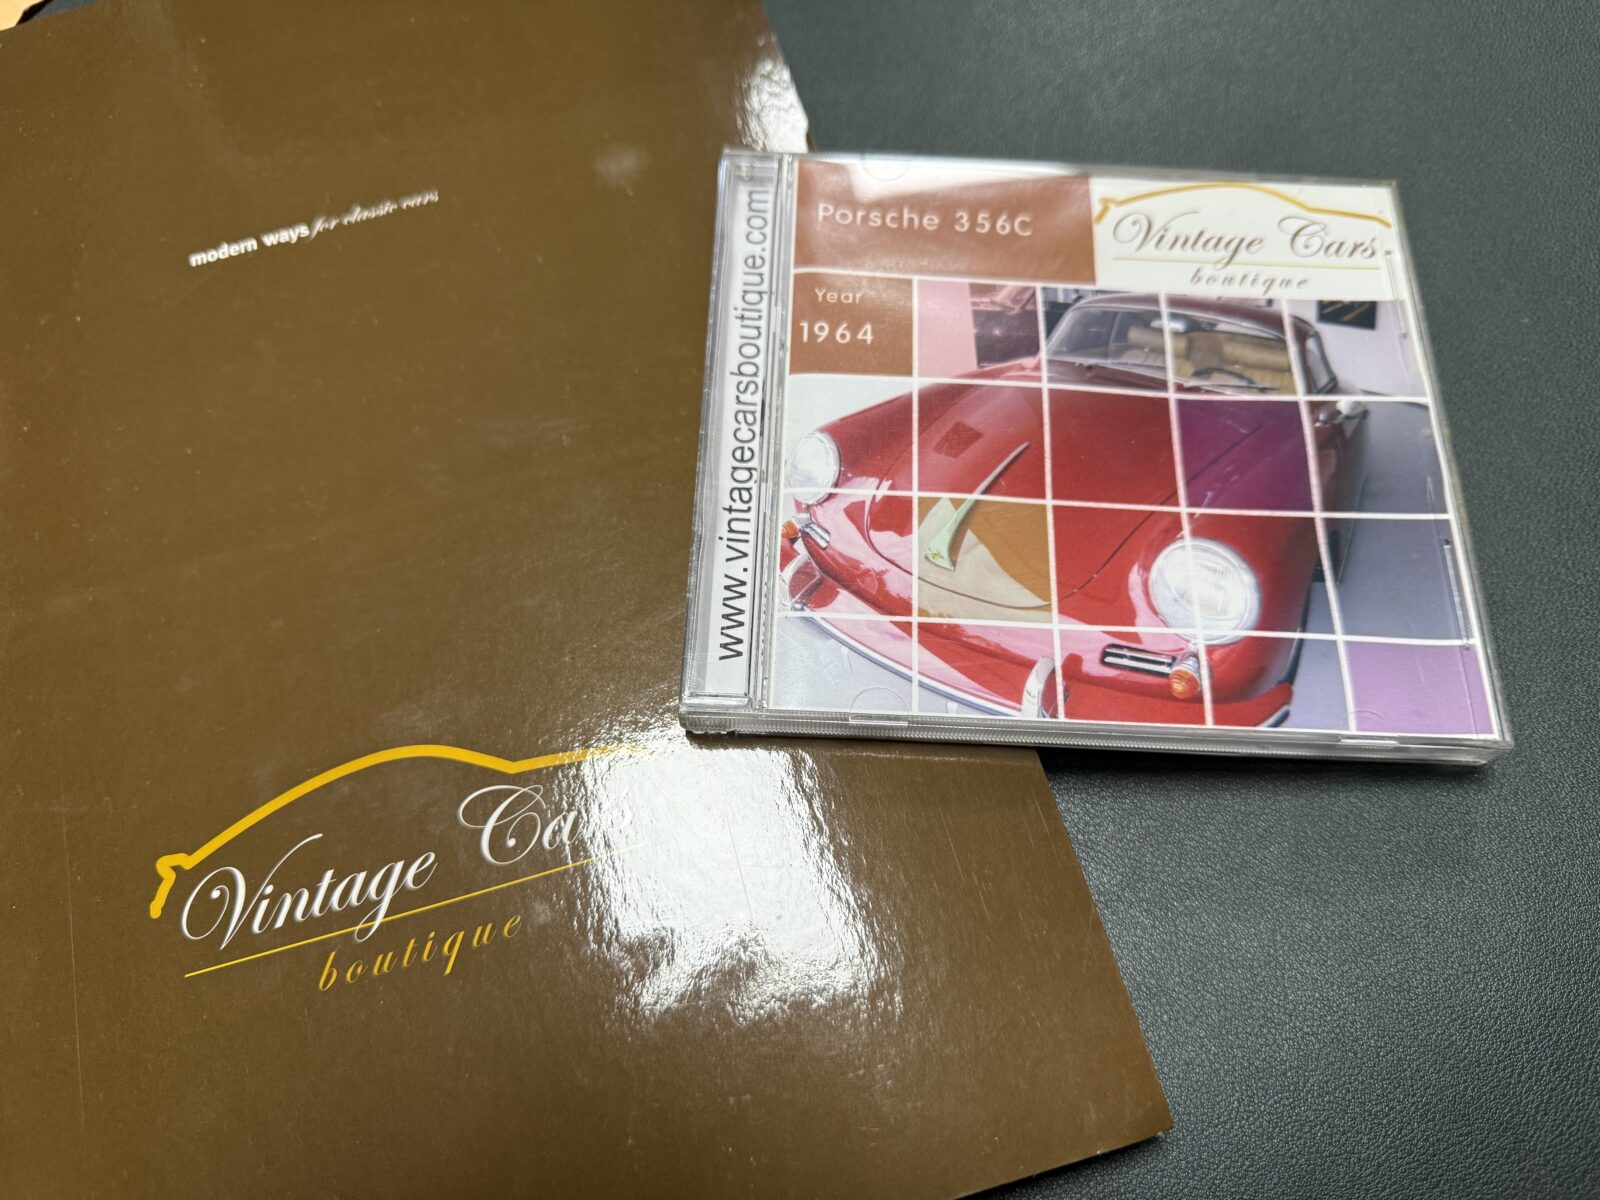 modern ways for classic cars
Vintage Cars
boutique
www.vintagecarsboutique.com
Porsche 356C
Year
1964
Vintage Cars
boutique